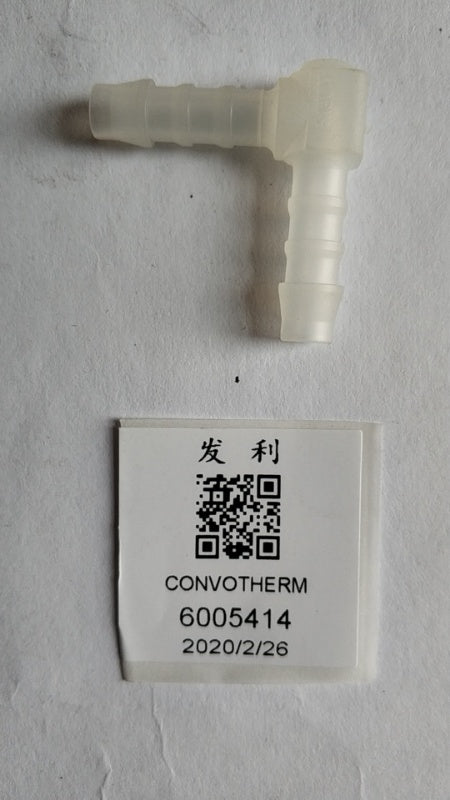 发 利
CONVOTHERM
6005414
2020/2/26